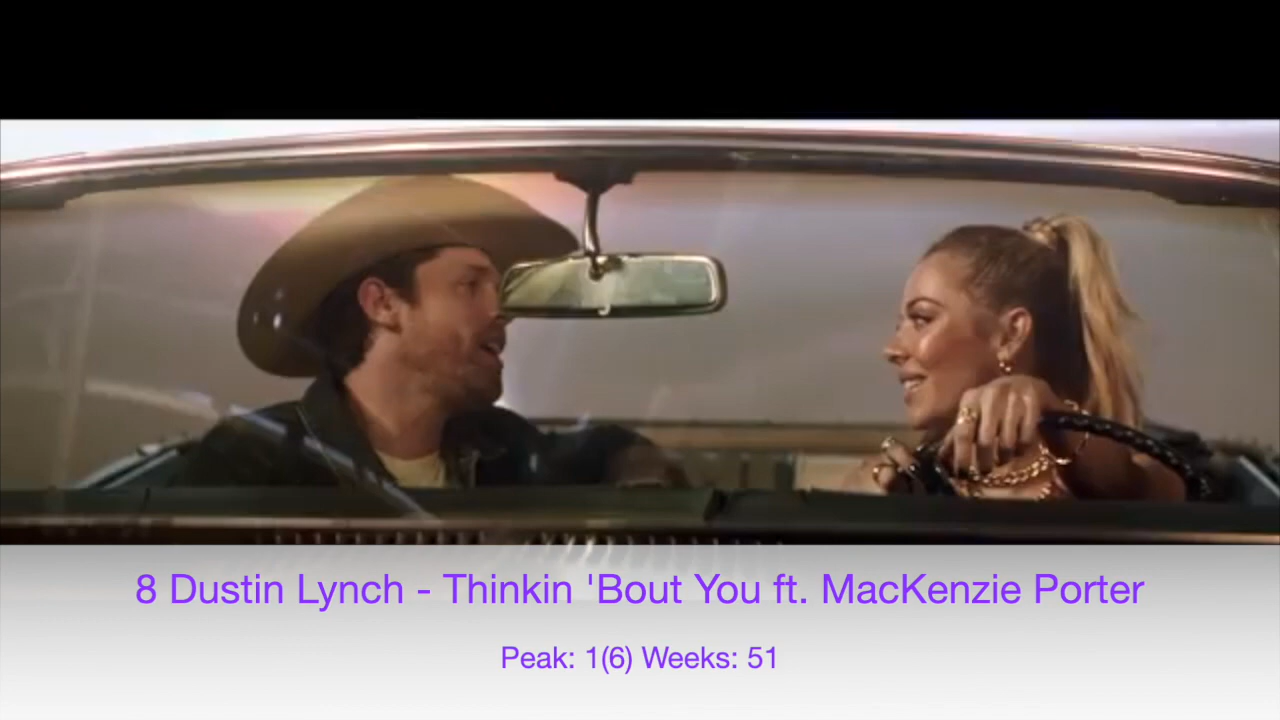 8 Dustin Lynch - Thinkin 'Bout You ft. MacKenzie Porter
Peak: 1(6) Weeks: 51